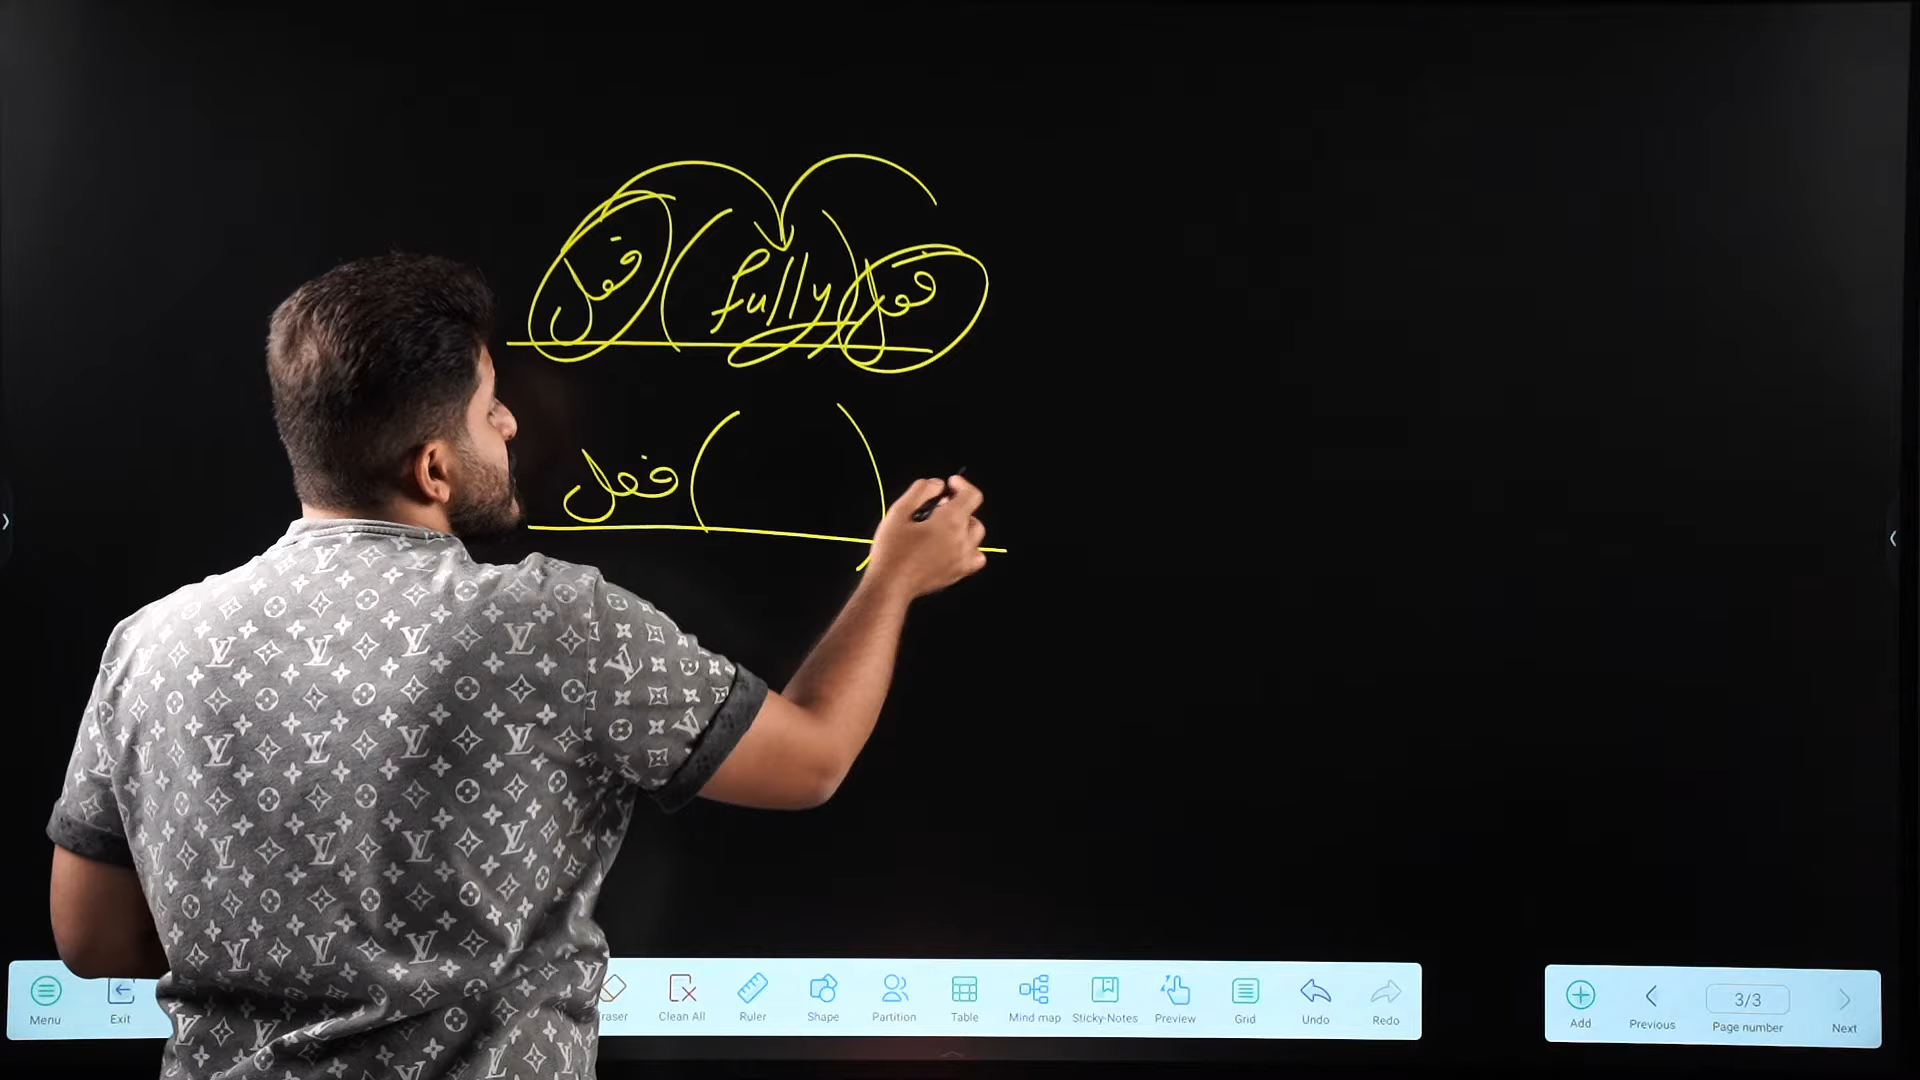 فعل ( fully ) فعل
فعل ( )
Menu Exit raser Clean All Ruler Shape Partition Table Mind map Sticky-Notes Preview Grid Undo Redo
Add Previous 3/3 Page number Next